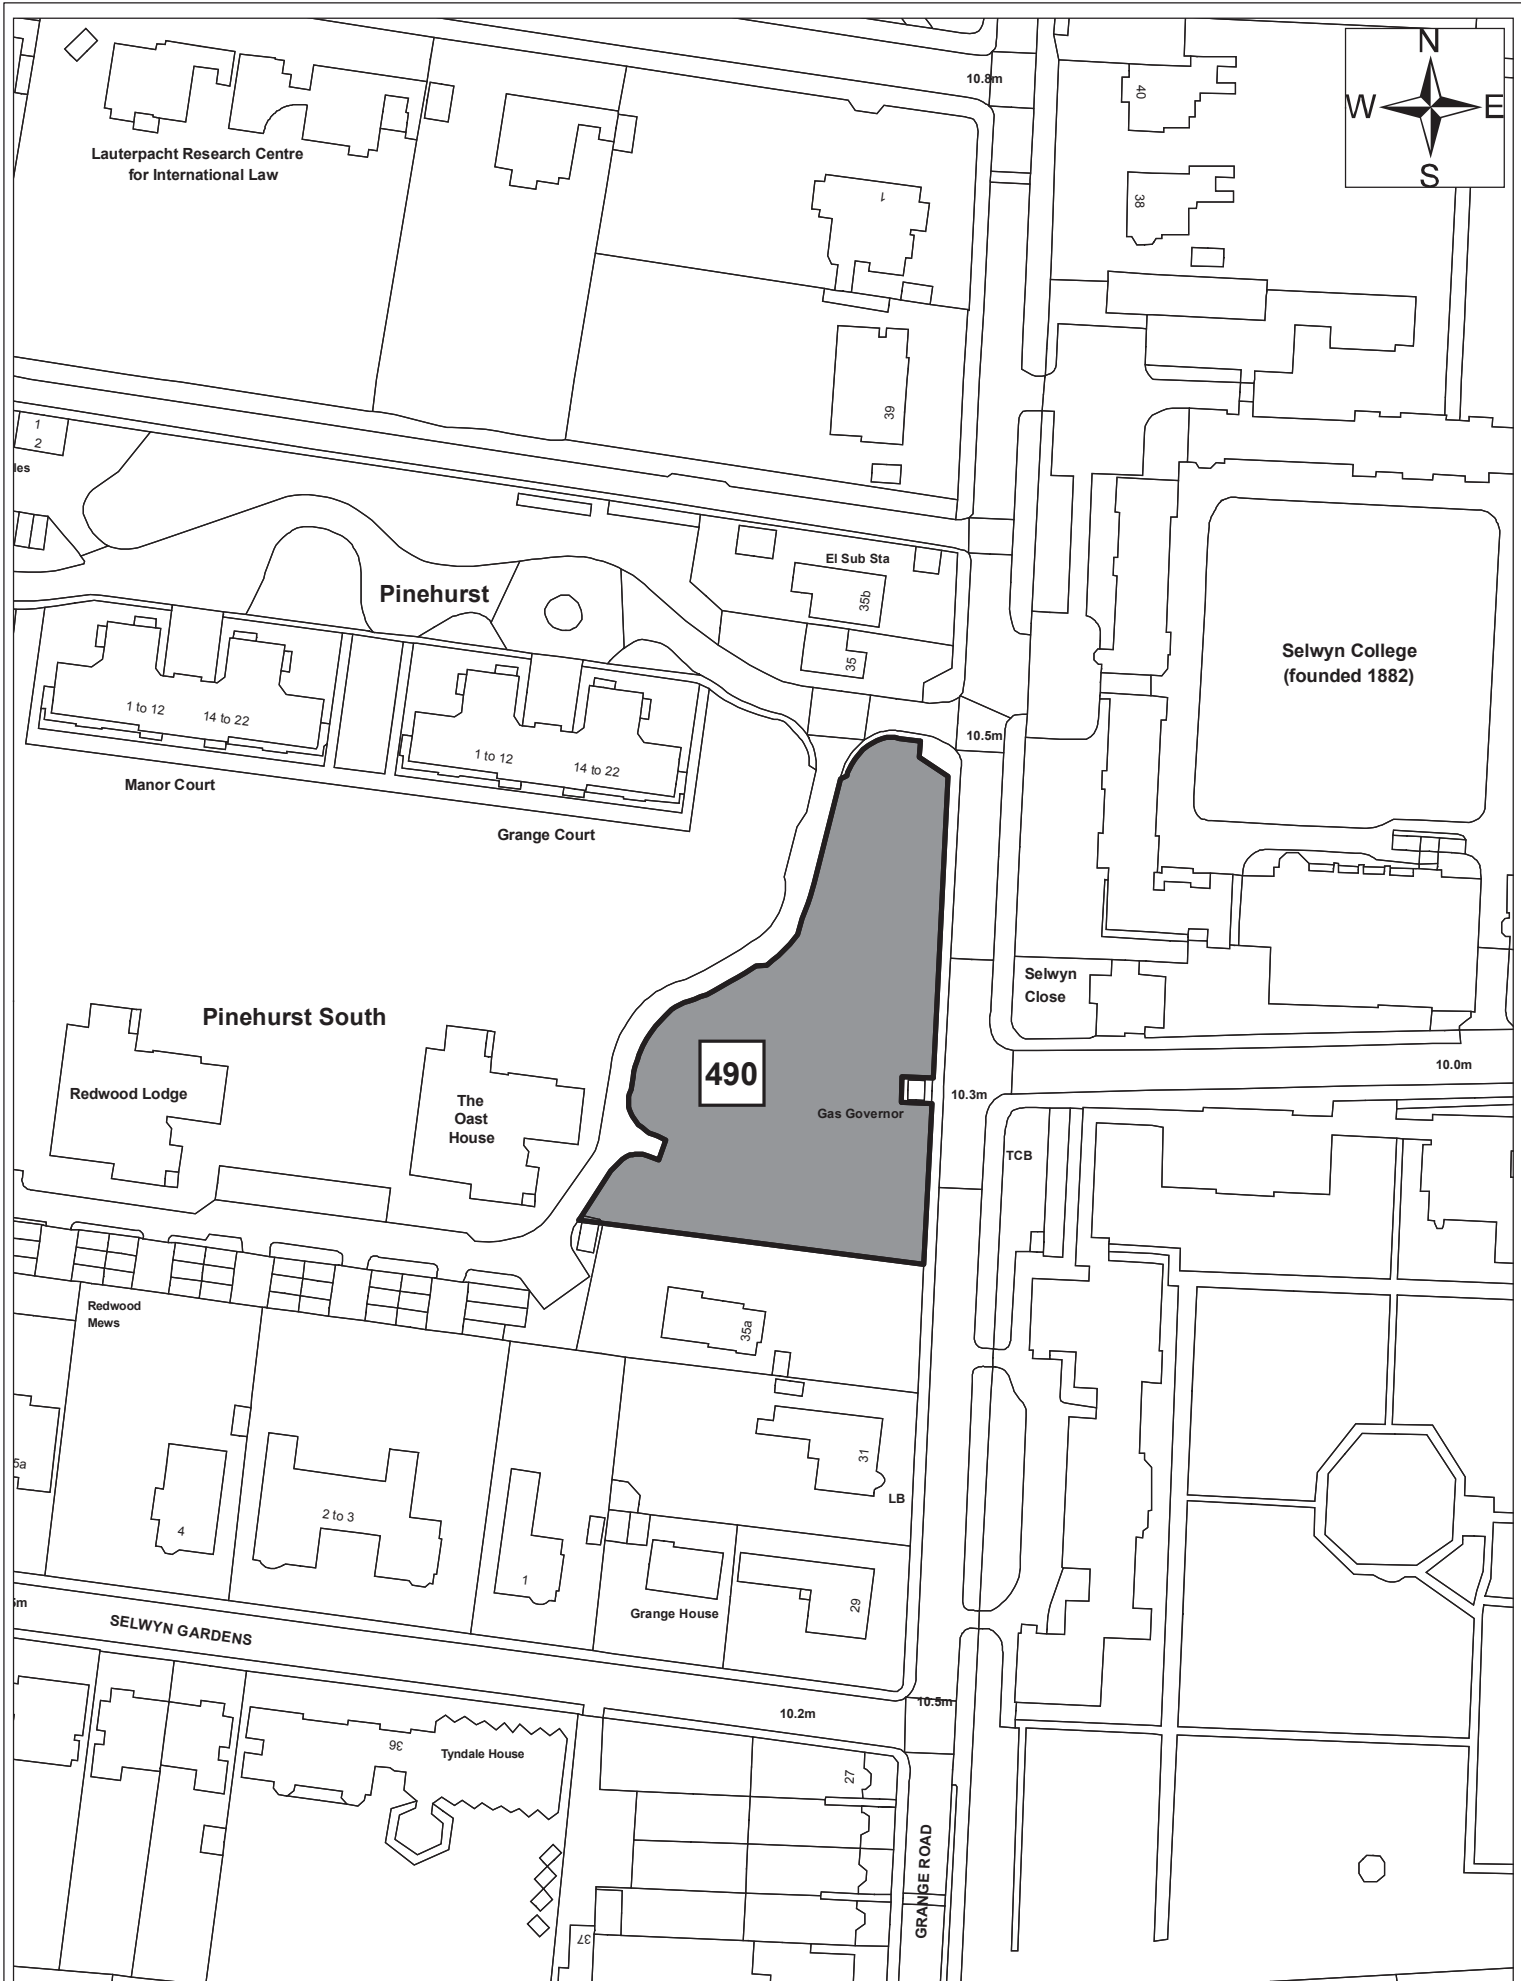 N
W
E
S
10.8m
40
Lauterpacht Research Centre
for International Law
1
38
39
1
2
les
El Sub Sta
Pinehurst
35b
35
Selwyn College
(founded 1882)
1 to 12
14 to 22
10.5m
1 to 12
14 to 22
Manor Court
Grange Court
Selwyn
Close
Pinehurst South
490
10.0m
Redwood Lodge
The
Oast
House
10.3m
Gas Governor
TCB
Redwood
Mews
35a
31
5a
LB
2 to 3
4
1
29
5m
Grange House
SELWYN GARDENS
10.5m
10.2m
36
Tyndale House
27
GRANGE ROAD
37